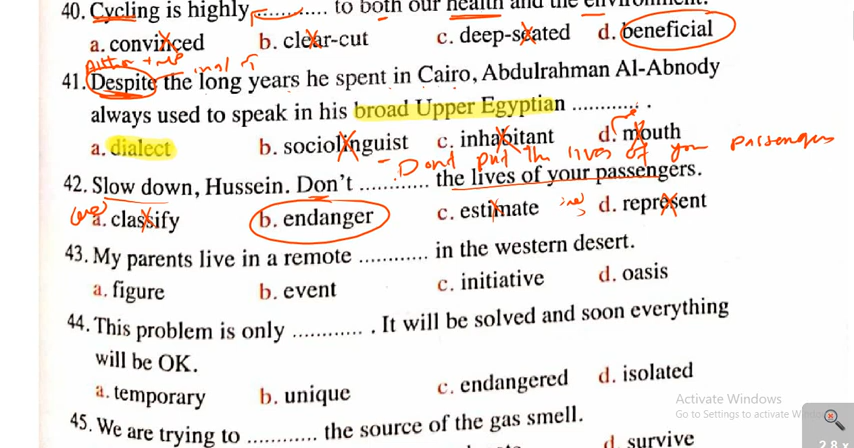 40. Cycling is highly ............ to both our health and the environment.
a. convinced b. clear-cut c. deep-seated d. beneficial
41. Despite the long years he spent in Cairo, Abdulrahman Al-Abnody
always used to speak in his broad Upper Egyptian ............ .
a. dialect b. sociolinguist c. inhabitant d. mouth
Dond put the lives of your passengers
42. Slow down, Hussein. Don't ............ the lives of your passengers.
a. classify b. endanger c. estimate d. represent
43. My parents live in a remote ............ in the western desert.
a. figure b. event c. initiative d. oasis
44. This problem is only ............ . It will be solved and soon everything
will be OK.
a. temporary b. unique c. endangered d. isolated
Activate Windows
Go to Settings to activate W
45. We are trying to ............ the source of the gas smell.
d. survive
2.8 x